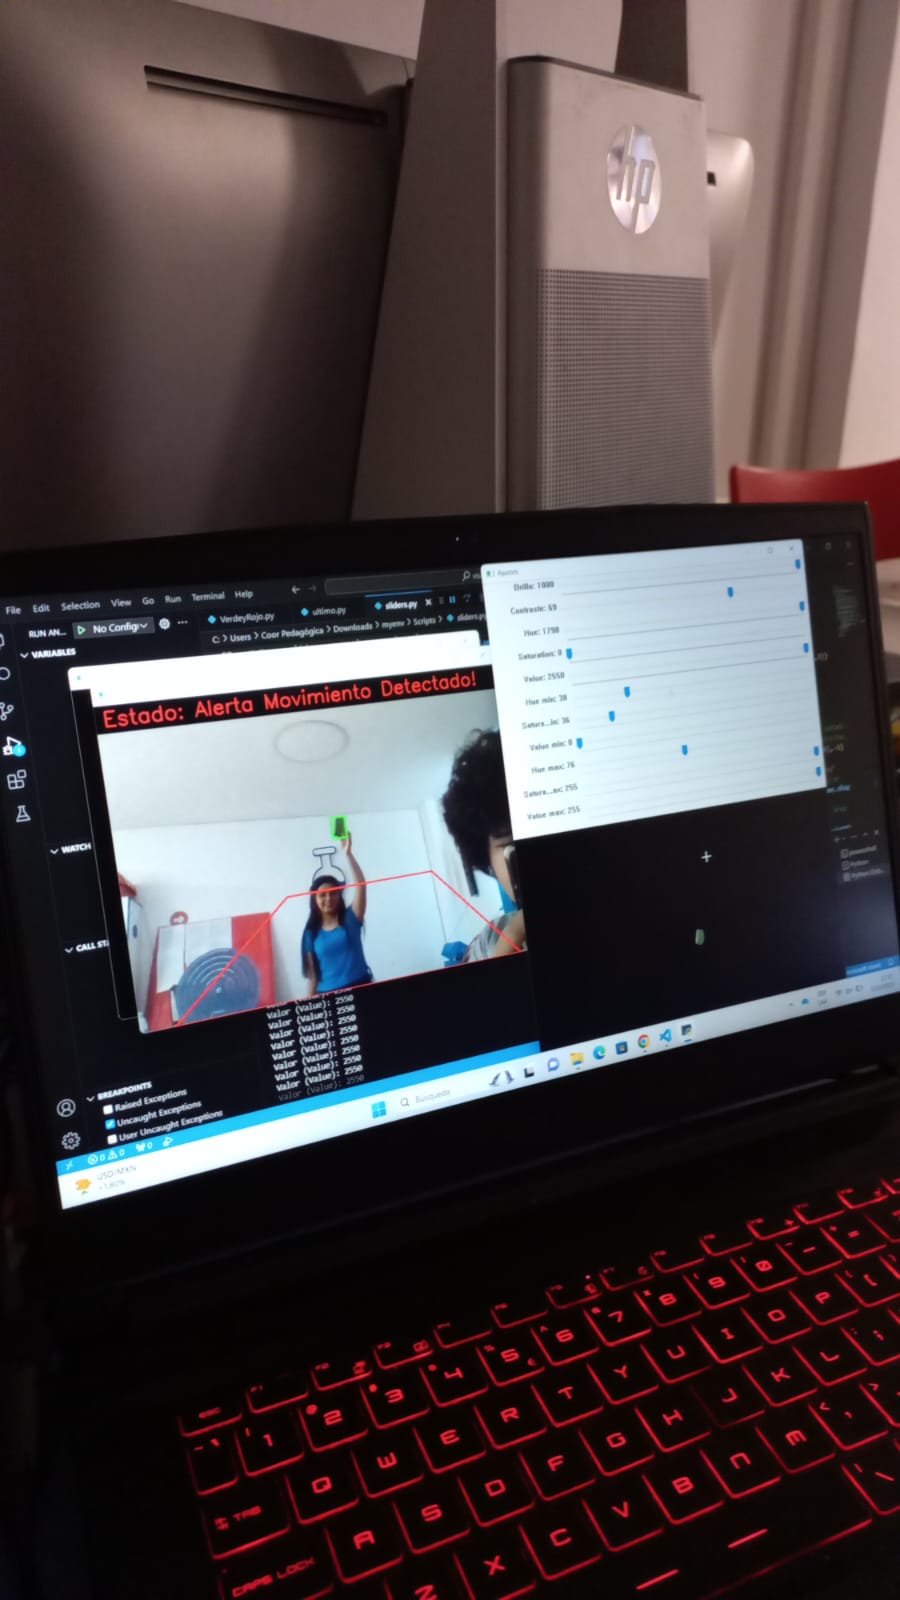 hp
File Edit Selection View Go Run Terminal Help
RUN AN... No Config
VerdeyRojo.py ultimo.py sliders.py
C: > Users > Coor Pedagógica > Downloads > myenv > Scripts > sliders.py
VARIABLES
Estado: Alerta Movimiento Detectado!
Ajustes
Brillo: 1000
Contraste: 69
Hue: 1790
Saturation: 0
Value: 2550
Hue min: 38
Satura...in: 36
Value min: 0
Hue max: 76
Satura...ax: 255
Value max: 255
WATCH
CALL STA
Valor (Value): 2550
Valor (Value): 2550
Valor (Value): 2550
Valor (Value): 2550
Valor (Value): 2550
Valor (Value): 2550
Valor (Value): 2550
Valor (Value): 2550
Valor (Value): 2550
BREAKPOINTS
Raised Exceptions
Uncaught Exceptions
User Uncaught Exceptions
0 0 0
Búsqueda
USD/MXN
+1.80%
1 2 3 4 5 6 7 8 9 0
TAB Q W E R T Y U I O P
CAPS LOCK A S D F G H J K L
Z X C V B N M